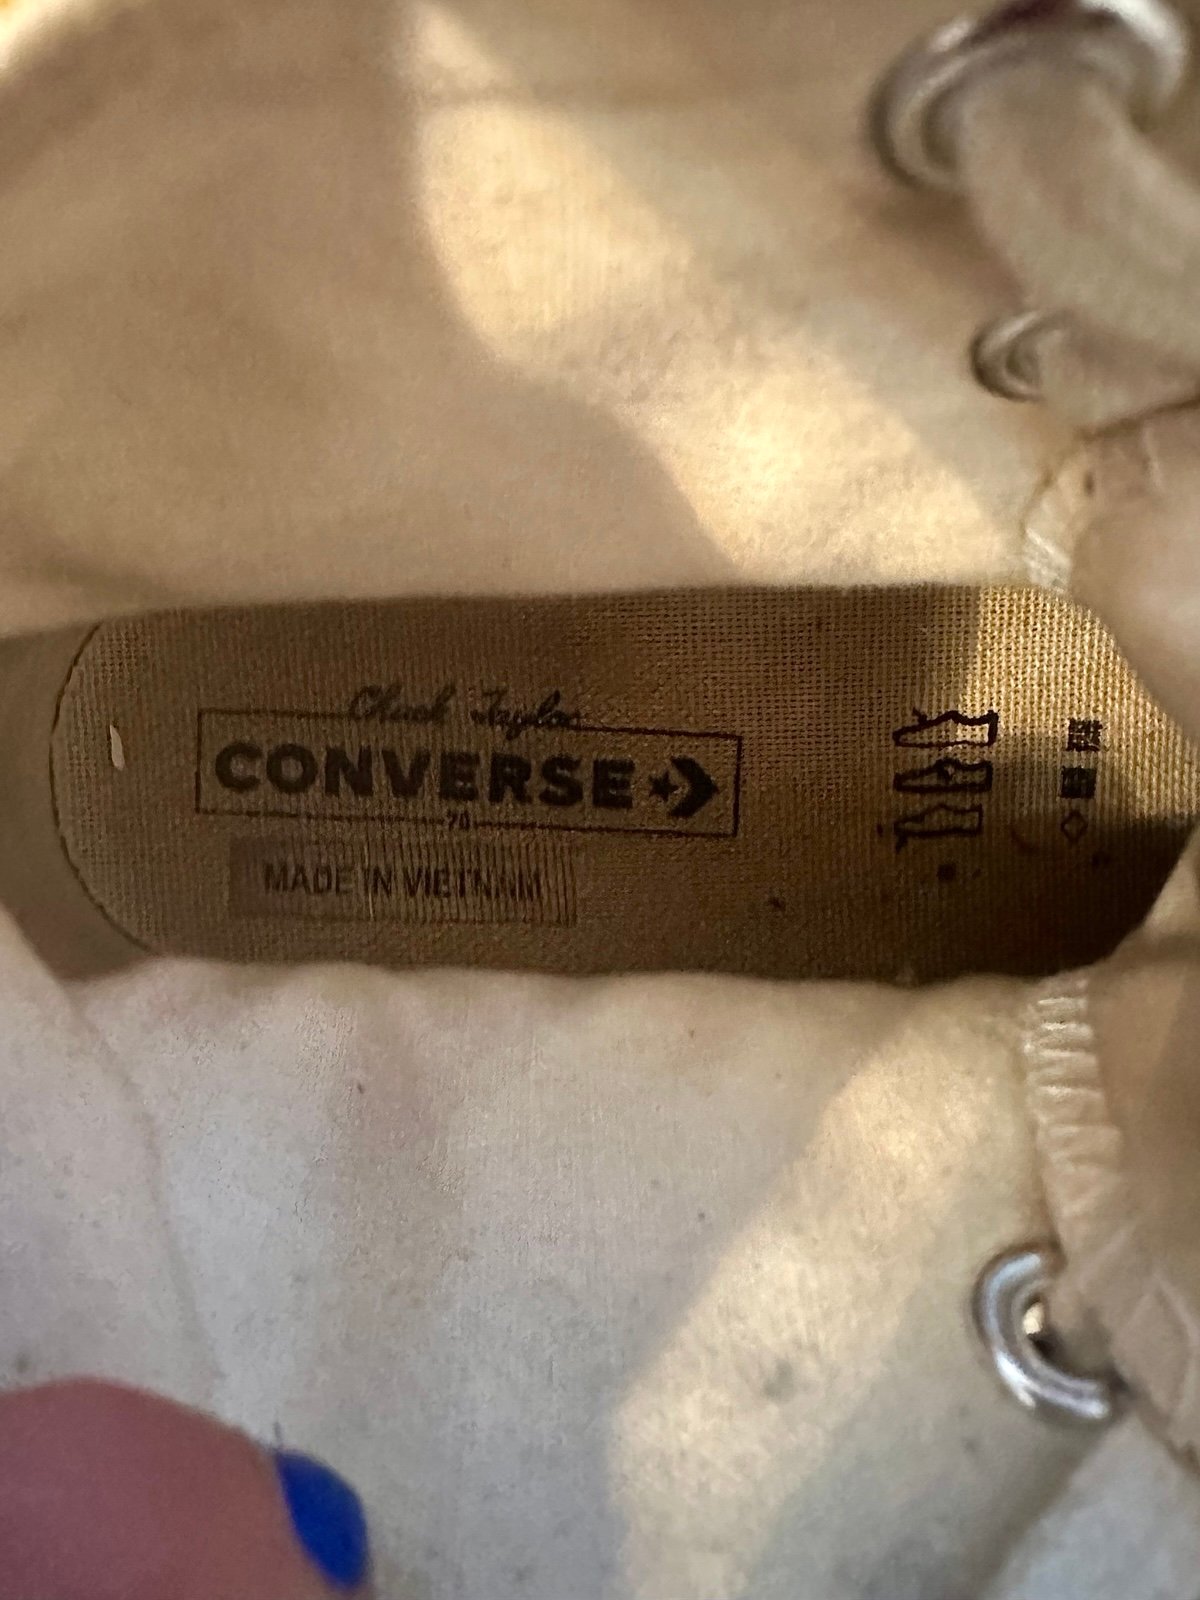 Chuck Taylor
CONVERSE
70
MADE IN VIETNAM